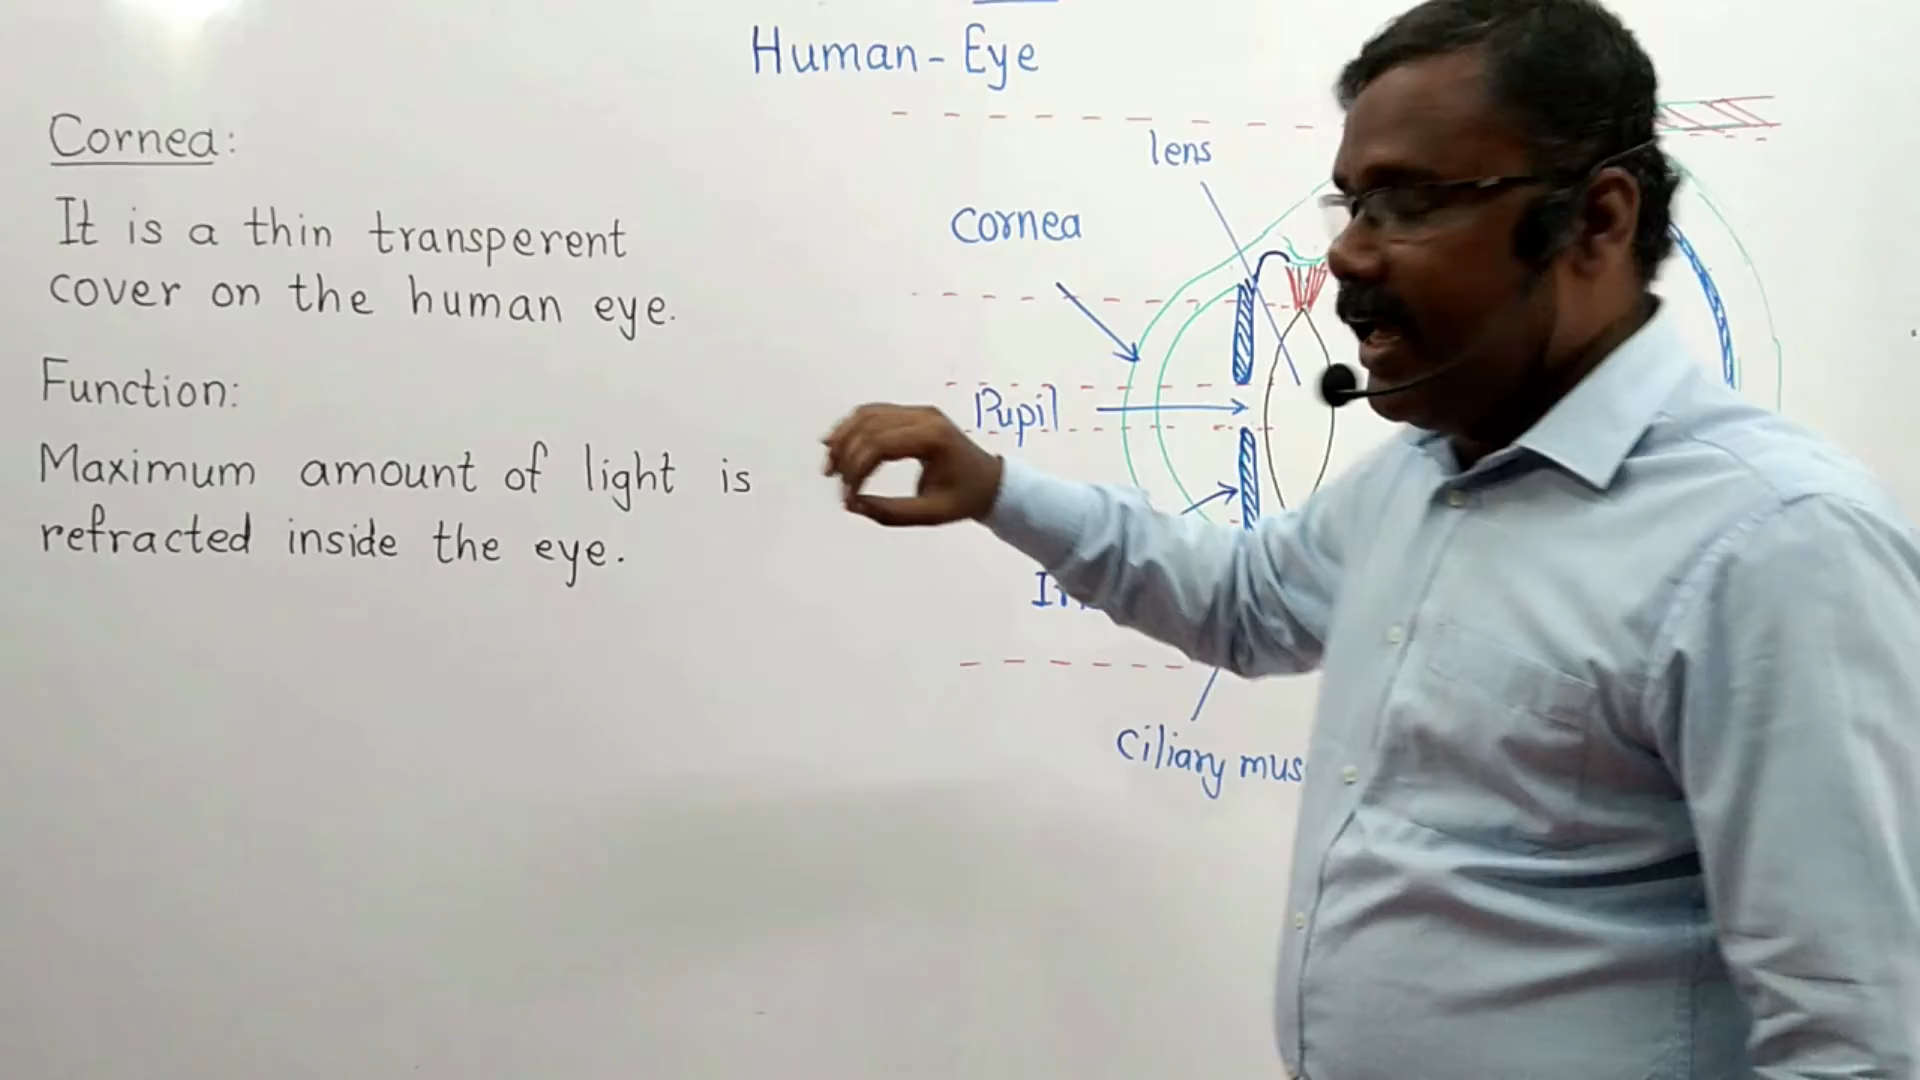 Human - Eye
Cornea:
It is a thin transperent
cover on the human eye.
Function:
Maximum amount of light is
refracted inside the eye.
lens
Cornea
Pupil
Ciliary